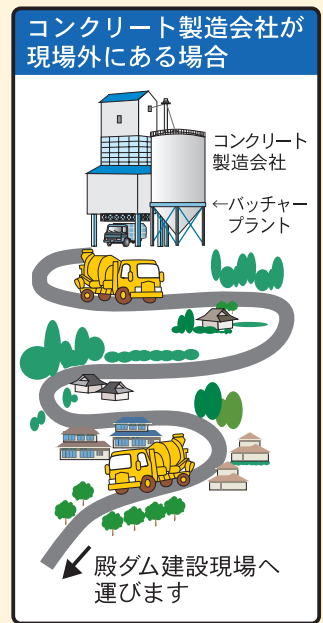 コンクリート製造会社が
現場外にある場合
コンクリート
製造会社
←バッチャー
プラント
殿ダム建設現場へ
運びます